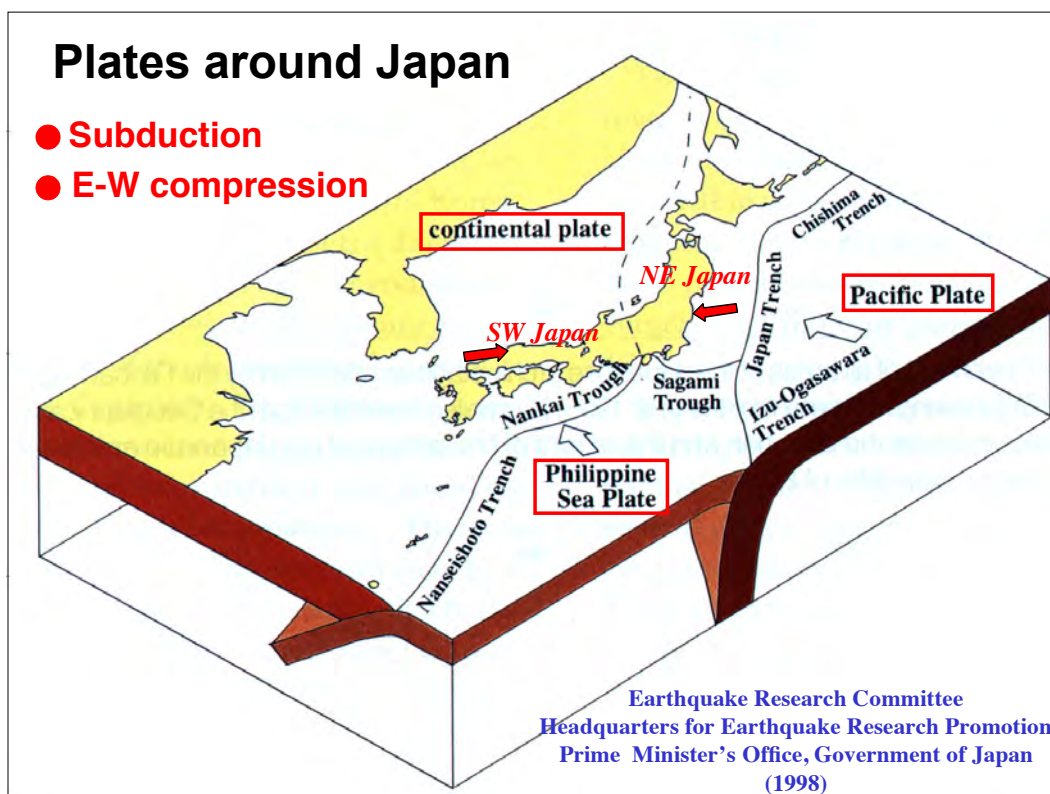 Plates around Japan
● Subduction
● E-W compression
continental plate
NE Japan
SW Japan
Chishima
Trench
Japan Trench
Pacific Plate
Izu-Ogasawara
Trench
Sagami
Trough
Nankai Trough
Philippine
Sea Plate
Nanseishoto Trench
Earthquake Research Committee
Headquarters for Earthquake Research Promotion
Prime Minister's Office, Government of Japan
(1998)